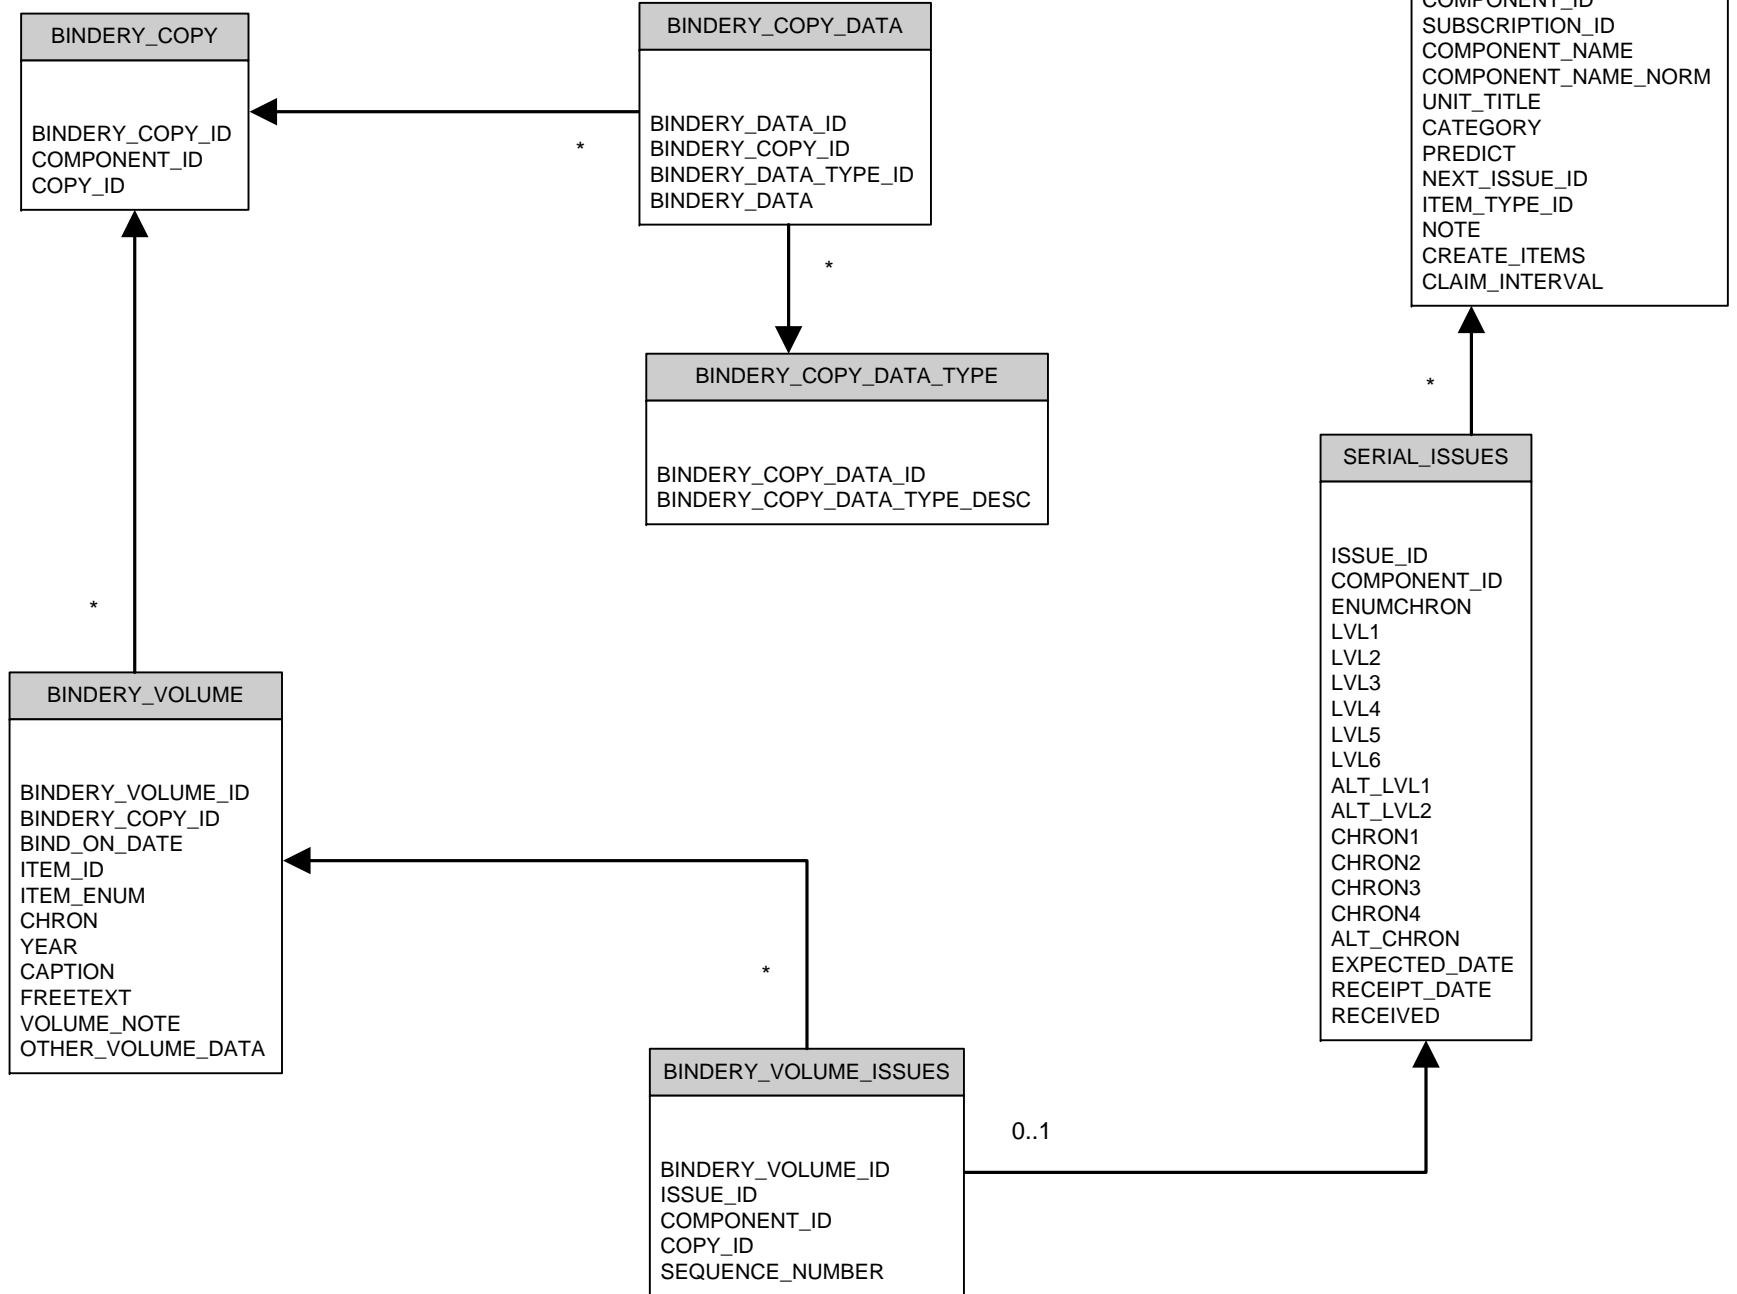 BINDERY_COPY
BINDERY_COPY_ID
COMPONENT_ID
COPY_ID
*
BINDERY_COPY_DATA
BINDERY_DATA_ID
BINDERY_COPY_ID
BINDERY_DATA_TYPE_ID
BINDERY_DATA
*
COMPONENT_ID
SUBSCRIPTION_ID
COMPONENT_NAME
COMPONENT_NAME_NORM
UNIT_TITLE
CATEGORY
PREDICT
NEXT_ISSUE_ID
ITEM_TYPE_ID
NOTE
CREATE_ITEMS
CLAIM_INTERVAL
*
BINDERY_COPY_DATA_TYPE
BINDERY_COPY_DATA_ID
BINDERY_COPY_DATA_TYPE_DESC
SERIAL_ISSUES
ISSUE_ID
COMPONENT_ID
ENUMCHRON
LVL1
LVL2
LVL3
LVL4
LVL5
LVL6
ALT_LVL1
ALT_LVL2
CHRON1
CHRON2
CHRON3
CHRON4
ALT_CHRON
EXPECTED_DATE
RECEIPT_DATE
RECEIVED
*
BINDERY_VOLUME
BINDERY_VOLUME_ID
BINDERY_COPY_ID
BIND_ON_DATE
ITEM_ID
ITEM_ENUM
CHRON
YEAR
CAPTION
FREETEXT
VOLUME_NOTE
OTHER_VOLUME_DATA
*
BINDERY_VOLUME_ISSUES
BINDERY_VOLUME_ID
ISSUE_ID
COMPONENT_ID
COPY_ID
SEQUENCE_NUMBER
0..1